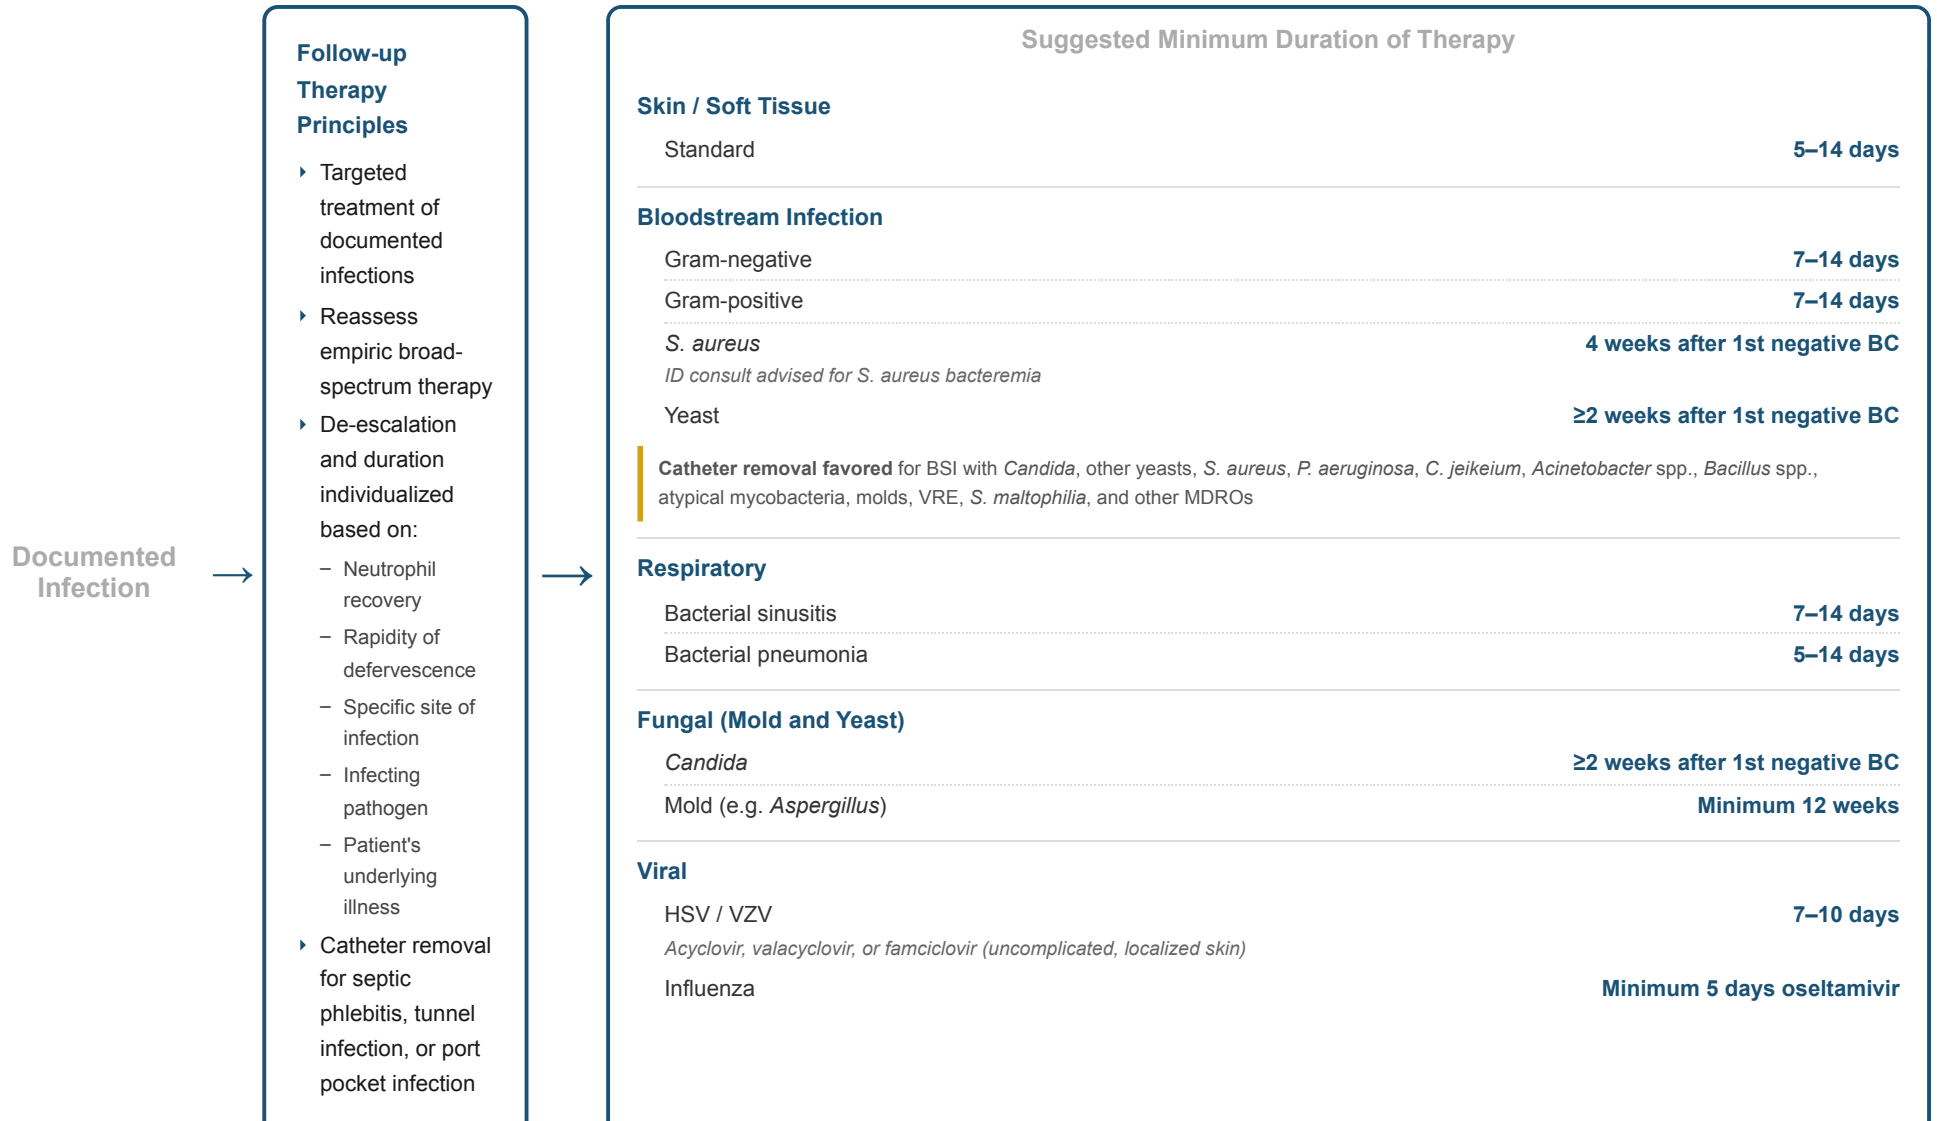 Documented
Infection
→
Follow-up
Therapy
Principles
‣ Targeted
treatment of
documented
infections
‣ Reassess
empiric broad-
spectrum therapy
‣ De-escalation
and duration
individualized
based on:
– Neutrophil
recovery
– Rapidity of
defervescence
– Specific site of
infection
– Infecting
pathogen
– Patient's
underlying
illness
‣ Catheter removal
for septic
phlebitis, tunnel
infection, or port
pocket infection
→
Suggested Minimum Duration of Therapy
Skin / Soft Tissue
Standard 5–14 days
Bloodstream Infection
Gram-negative 7–14 days
Gram-positive 7–14 days
S. aureus 4 weeks after 1st negative BC
ID consult advised for S. aureus bacteremia
Yeast ≥2 weeks after 1st negative BC
Catheter removal favored for BSI with Candida, other yeasts, S. aureus, P. aeruginosa, C. jeikeium, Acinetobacter spp., Bacillus spp.,
atypical mycobacteria, molds, VRE, S. maltophilia, and other MDROs
Respiratory
Bacterial sinusitis 7–14 days
Bacterial pneumonia 5–14 days
Fungal (Mold and Yeast)
Candida ≥2 weeks after 1st negative BC
Mold (e.g. Aspergillus) Minimum 12 weeks
Viral
HSV / VZV 7–10 days
Acyclovir, valacyclovir, or famciclovir (uncomplicated, localized skin)
Influenza Minimum 5 days oseltamivir